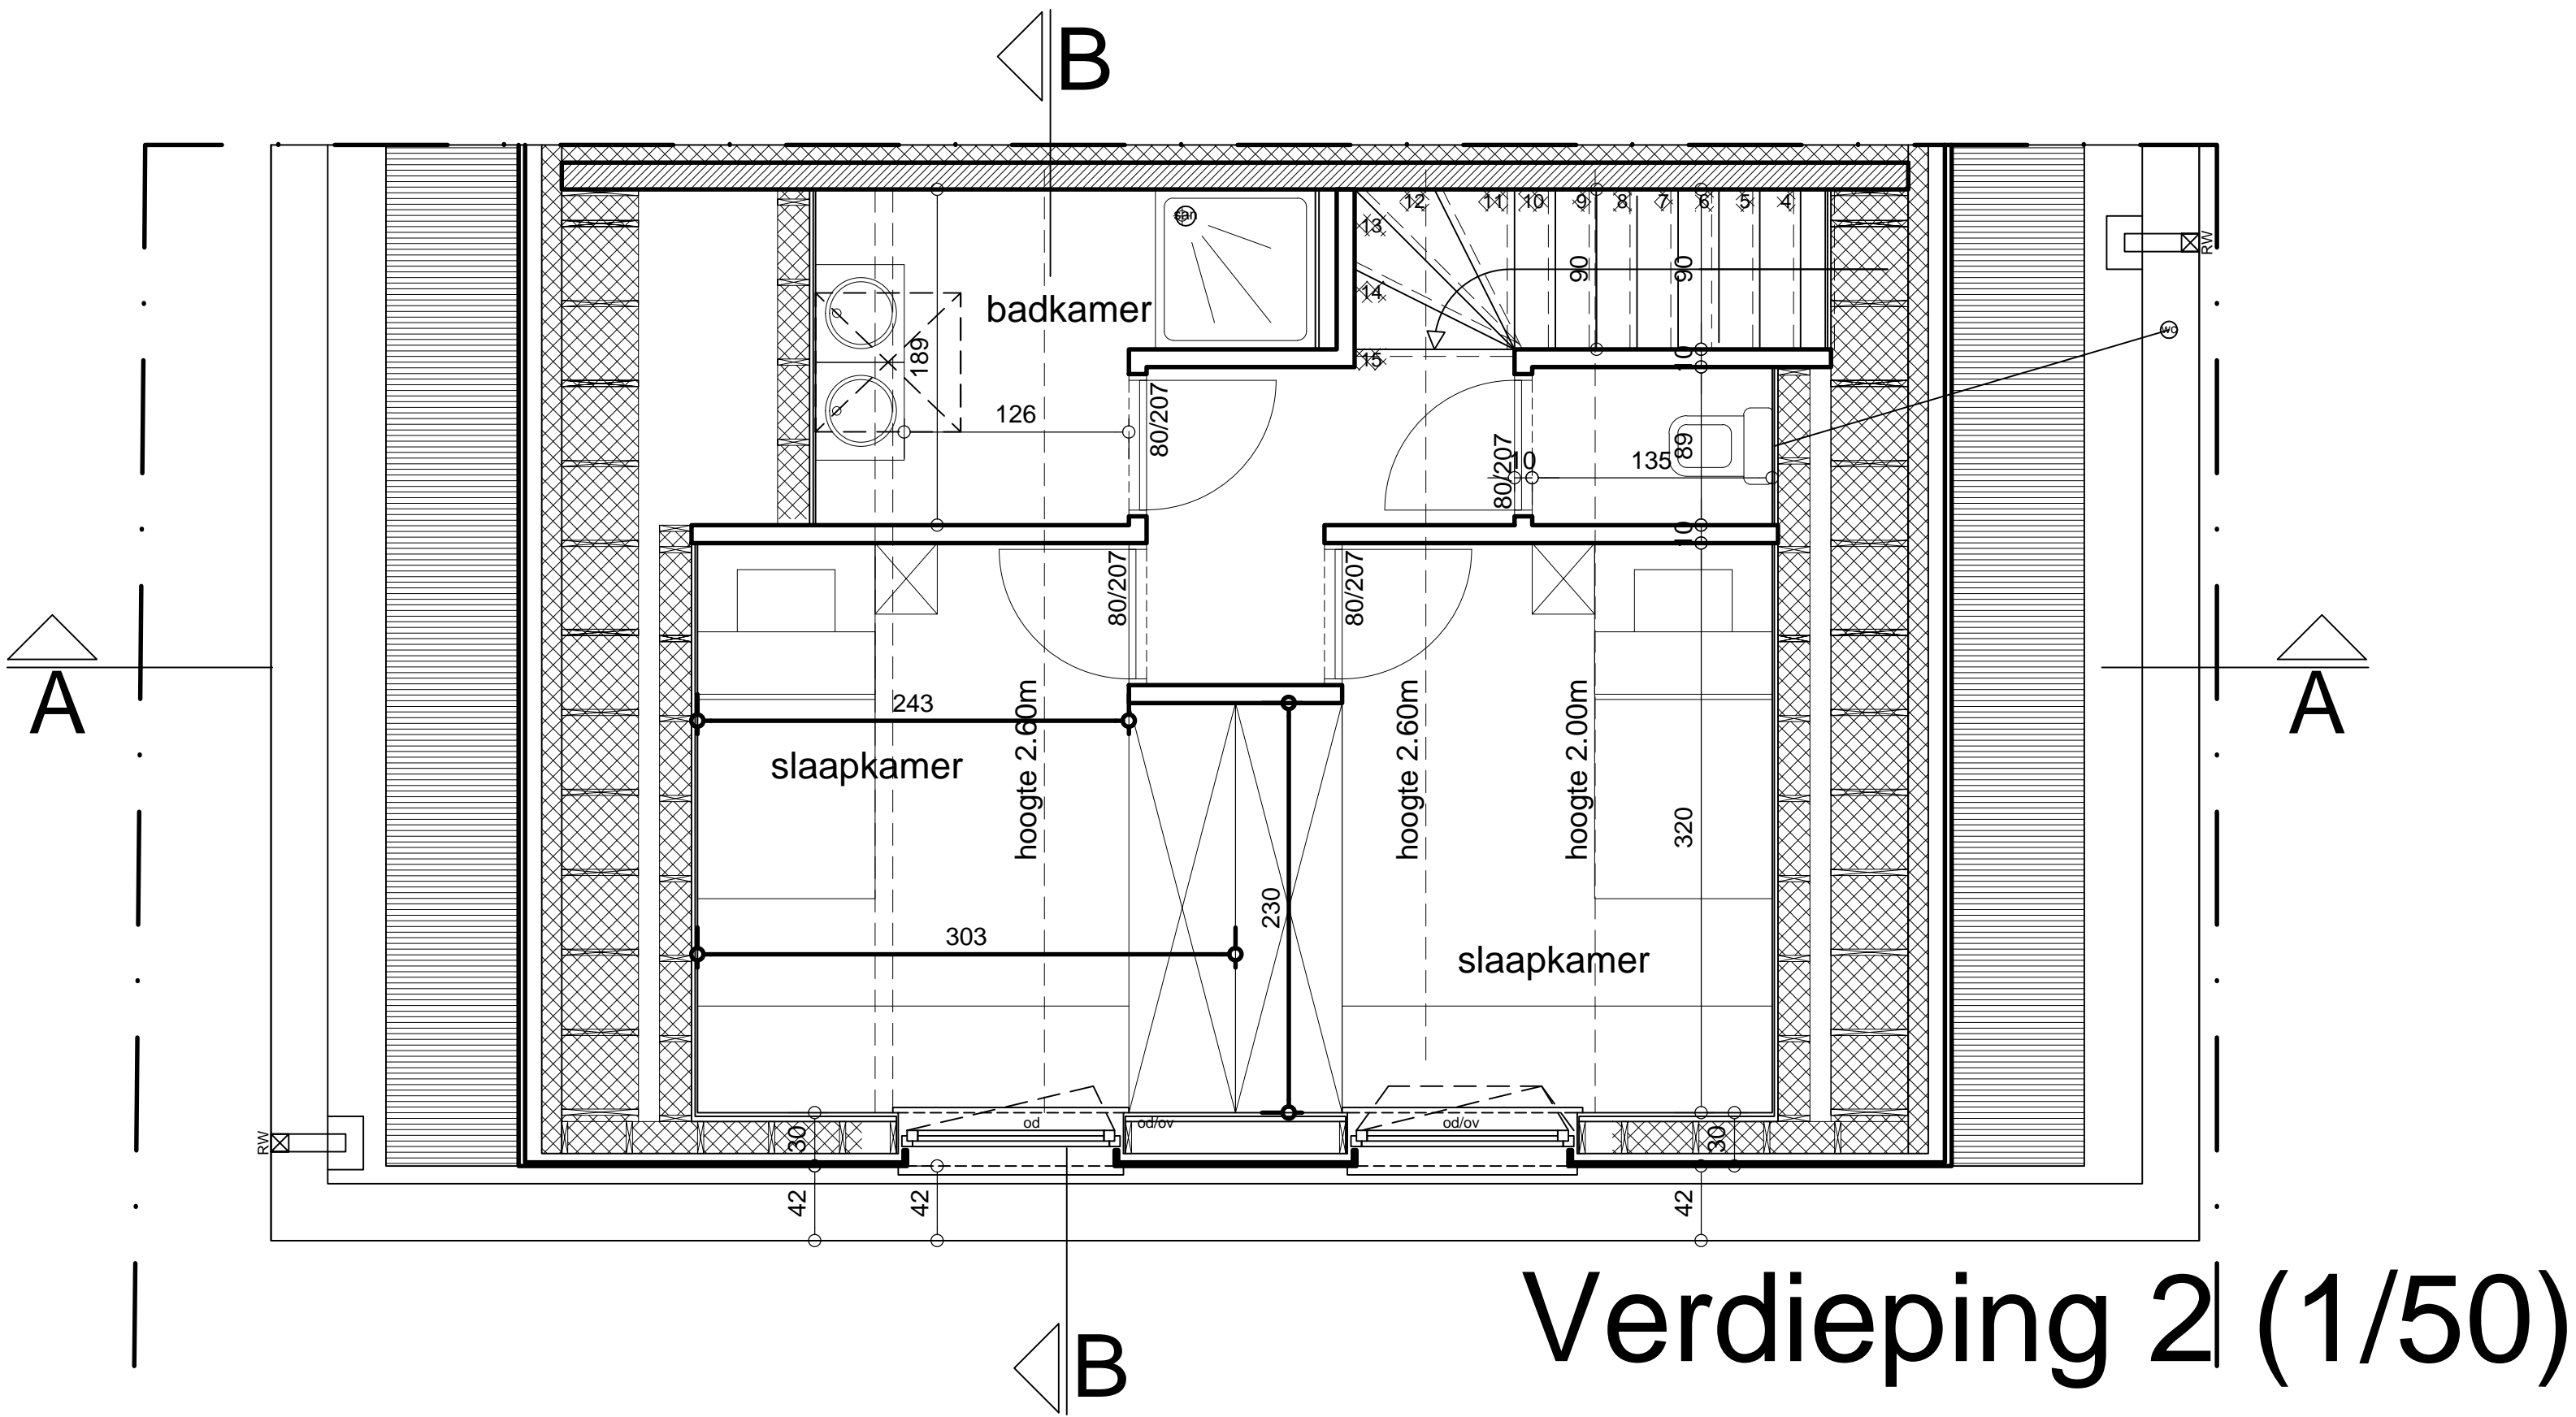 B
san
12
11
10
9
8
7
6
5
4
13
RW
90
90
14
badkamer
wc
189
15
10
126
80/207
80/207
10
135
89
10
80/207
80/207
A
243
hoogte 2.60m
hoogte 2.60m
hoogte 2.00m
A
slaapkamer
320
230
303
slaapkamer
od
od/ov
od/ov
RW
30
30
42
42
42
Verdieping 2 (1/50)
B